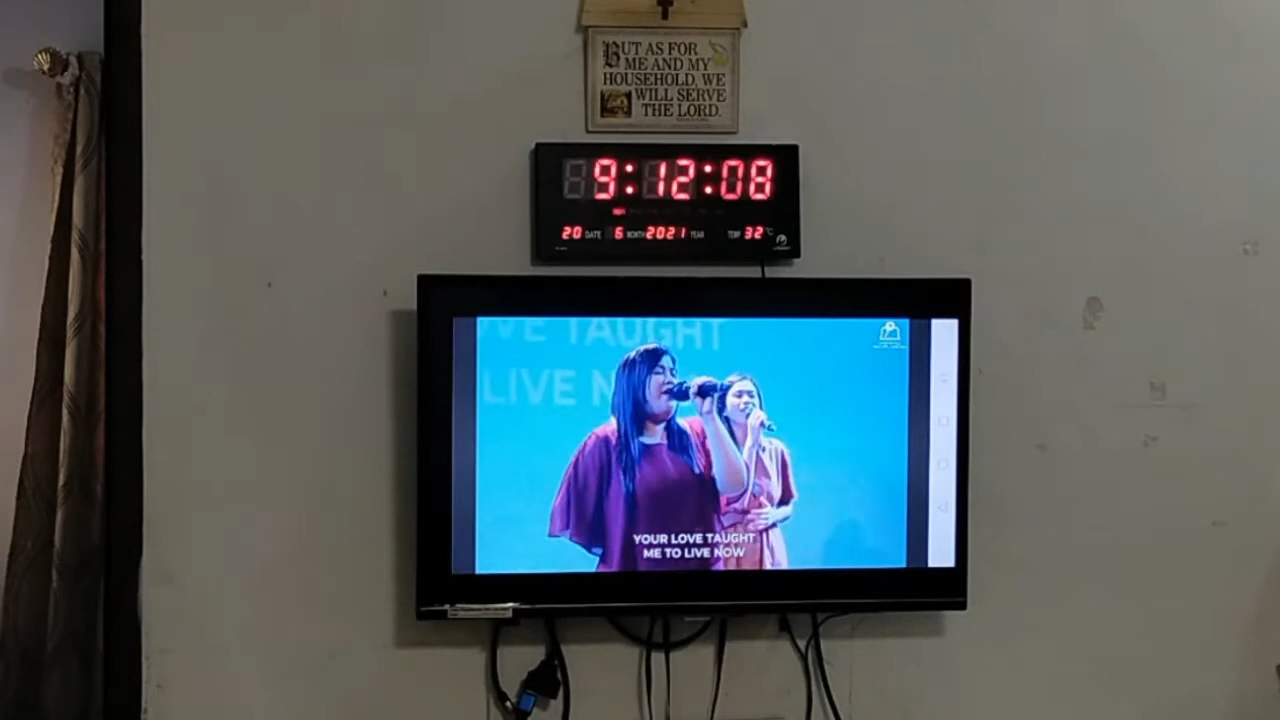 BUT AS FOR
ME AND MY
HOUSEHOLD, WE
WILL SERVE
THE LORD.
9:12:08
20 DATE 6 MONTH 2021 YEAR TEMP 32 °C
VE TAUGHT
LIVE N
YOUR LOVE TAUGHT
ME TO LIVE NOW